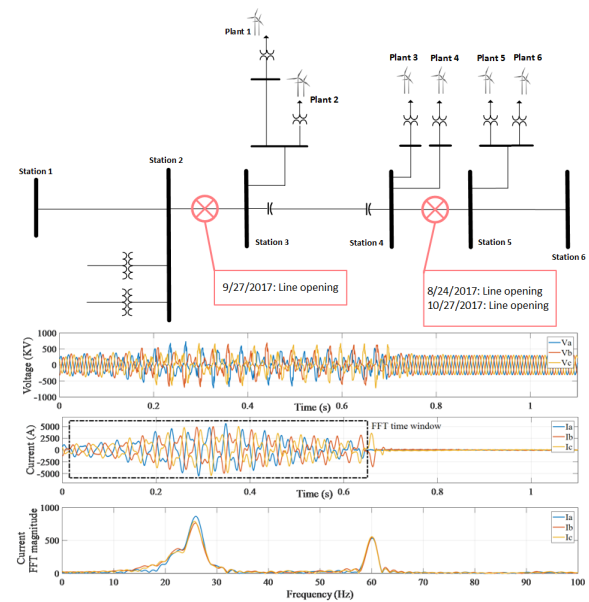 Plant 1
Plant 2
Plant 3
Plant 4
Plant 5
Plant 6
Station 1
Station 2
Station 3
Station 4
Station 5
Station 6
9/27/2017: Line opening
8/24/2017: Line opening
10/27/2017: Line opening
Voltage (KV)
1000
500
0
-500
-1000
0
0.2
0.4
0.6
0.8
1
Time (s)
Va
Vb
Vc
Current (A)
5000
2500
0
-2500
-5000
FFT time window
0
0.2
0.4
0.6
0.8
1
Time (s)
Ia
Ib
Ic
Current
FFT magnitude
1000
500
0
0
10
20
30
40
50
60
70
80
90
100
Frequency (Hz)
Ia
Ib
Ic